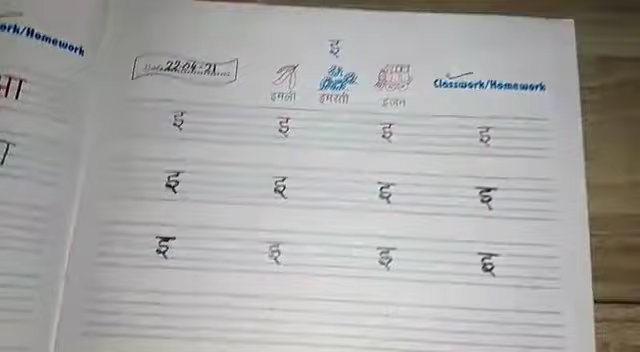 ork/Homework
इ
Date 22-04-21
Classwork/Homework
इमली इमरती इंजन
इ इ इ इ
इ इ इ इ
इ इ इ इ